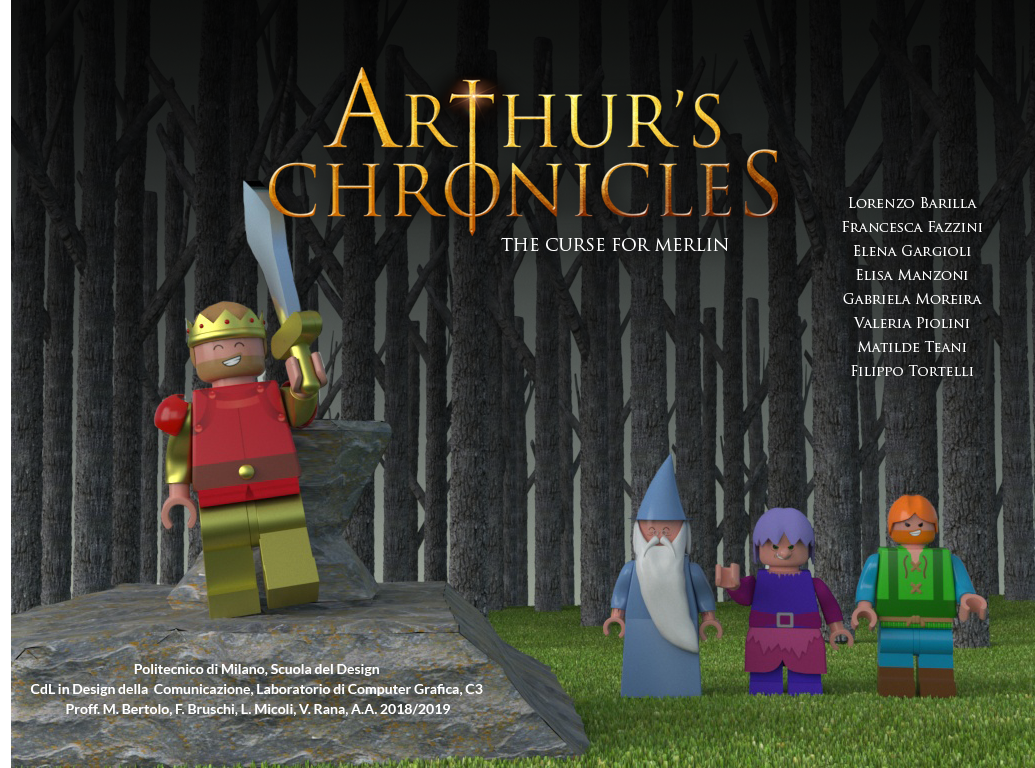 ARTHUR'S
CHRONICLES
THE CURSE FOR MERLIN
Lorenzo Barilla
Francesca Fazzini
Elena Gargioli
Elisa Manzoni
Gabriela Moreira
Valeria Piolini
Matilde Teani
Filippo Tortelli
Politecnico di Milano, Scuola del Design
CdL in Design della Comunicazione, Laboratorio di Computer Grafica, C3
Proff. M. Bertolo, F. Bruschi, L. Micoli, V. Rana, A.A. 2018/2019